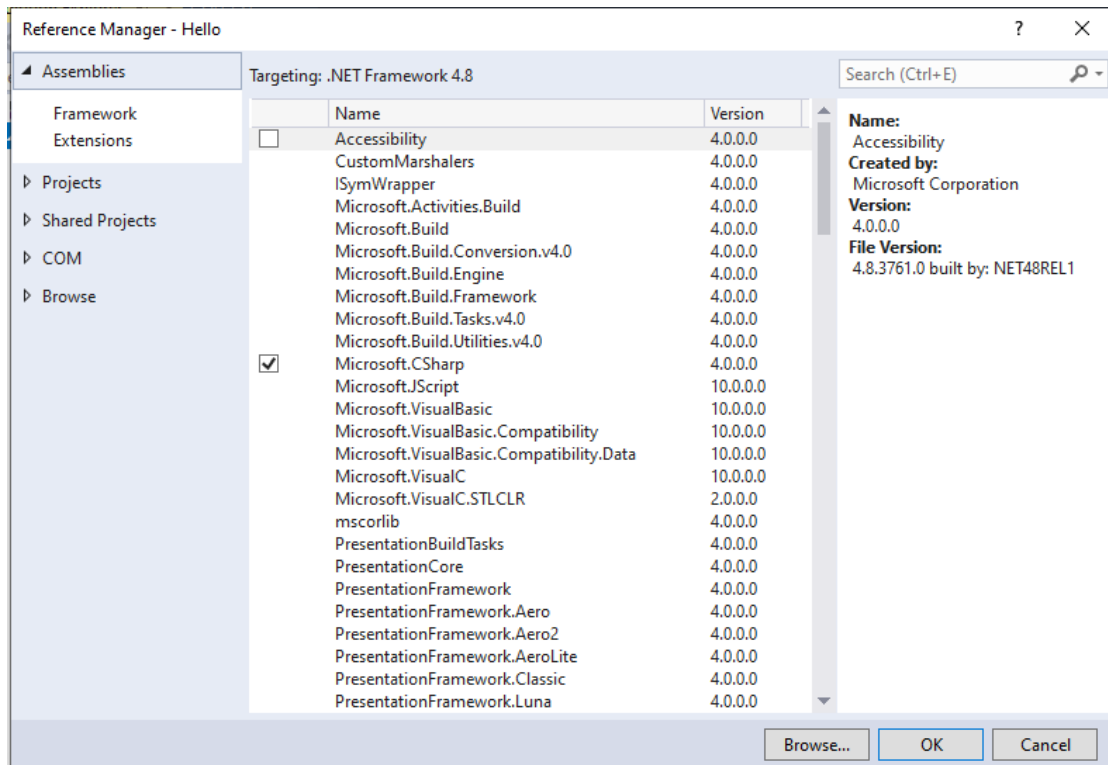 Reference Manager - Hello
Assemblies
Framework
Extensions
Projects
Shared Projects
COM
Browse
Targeting: .NET Framework 4.8
Search (Ctrl+E)
Name Version
Accessibility 4.0.0.0
CustomMarshalers 4.0.0.0
ISymWrapper 4.0.0.0
Microsoft.Activities.Build 4.0.0.0
Microsoft.Build 4.0.0.0
Microsoft.Build.Conversion.v4.0 4.0.0.0
Microsoft.Build.Engine 4.0.0.0
Microsoft.Build.Framework 4.0.0.0
Microsoft.Build.Tasks.v4.0 4.0.0.0
Microsoft.Build.Utilities.v4.0 4.0.0.0
Microsoft.CSharp 4.0.0.0
Microsoft.JScript 10.0.0.0
Microsoft.VisualBasic 10.0.0.0
Microsoft.VisualBasic.Compatibility 10.0.0.0
Microsoft.VisualBasic.Compatibility.Data 10.0.0.0
Microsoft.VisualC 10.0.0.0
Microsoft.VisualC.STLCLR 2.0.0.0
mscorlib 4.0.0.0
PresentationBuildTasks 4.0.0.0
PresentationCore 4.0.0.0
PresentationFramework 4.0.0.0
PresentationFramework.Aero 4.0.0.0
PresentationFramework.Aero2 4.0.0.0
PresentationFramework.AeroLite 4.0.0.0
PresentationFramework.Classic 4.0.0.0
PresentationFramework.Luna 4.0.0.0
Name:
Accessibility
Created by:
Microsoft Corporation
Version:
4.0.0.0
File Version:
4.8.3761.0 built by: NET48REL1
Browse... OK Cancel